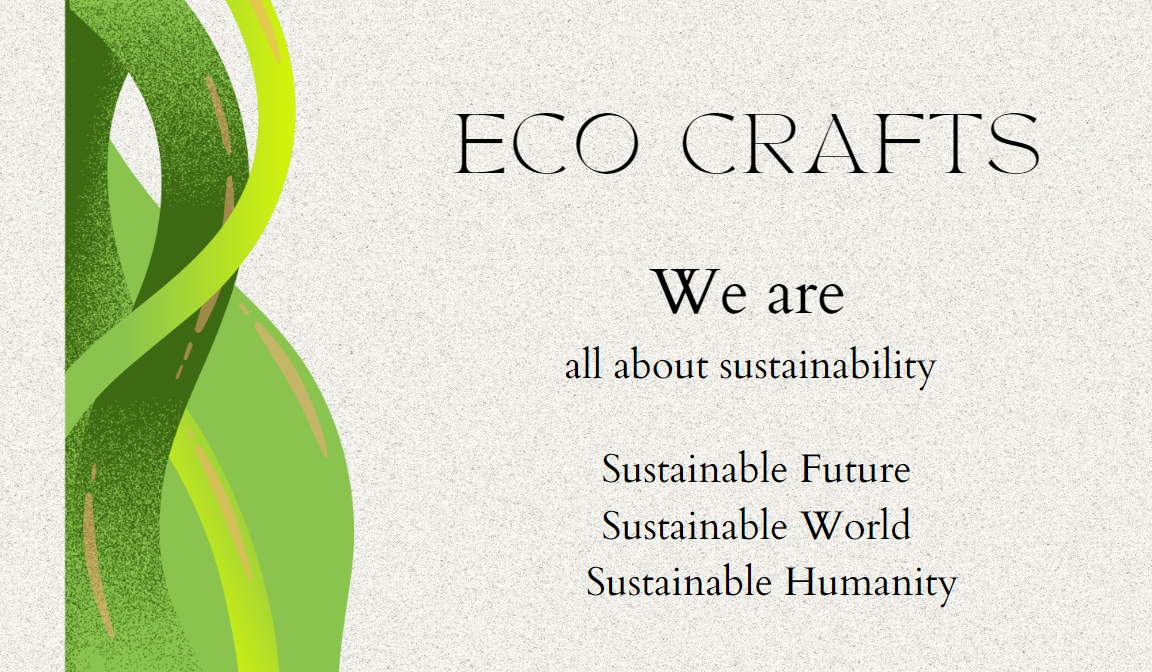 ECO CRAFTS
We are
all about sustainability
Sustainable Future
Sustainable World
Sustainable Humanity